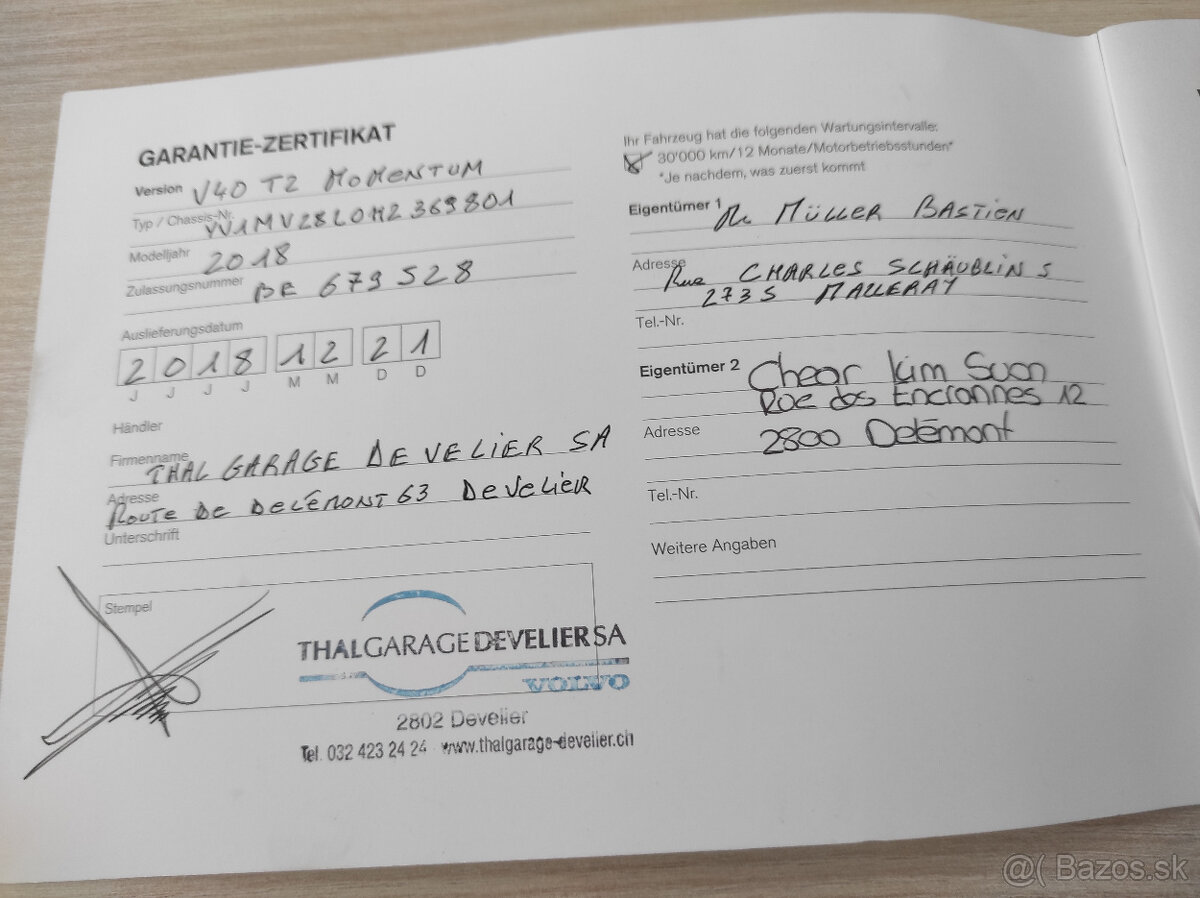 GARANTIE-ZERTIFIKAT
Version V40 T2 MOMENTUM
Typ / Chassis-Nr. YV1MV28L0M2369801
Modelljahr 2018
Zulassungsnummer BE 679528
Auslieferungsdatum
2 0 1 8 1 2 2 1
J J J J M M D D
Händler
Firmenname THAL GARAGE DEVELIER SA
Adresse ROUTE DE DELÉMONT 63 DEVELIER
Unterschrift
Stempel
THALGARAGEDEVELIERSA
VOLVO
2802 Develier
Tel. 032 423 24 24 www.thalgarage-develier.ch
Ihr Fahrzeug hat die folgenden Wartungsintervalle:
30'000 km/12 Monate/Motorbetriebsstunden*
*Je nachdem, was zuerst kommt
Eigentümer 1 Mr MÜLLER BASTIEN
Adresse Rue CHARLES SCHÄUBLIN 5
2735 MALLERAY
Tel.-Nr.
Eigentümer 2 Chear Kim Suon
Rue des Encrannes 12
Adresse 2800 Delémont
Tel.-Nr.
Weitere Angaben
@( Bazos.sk